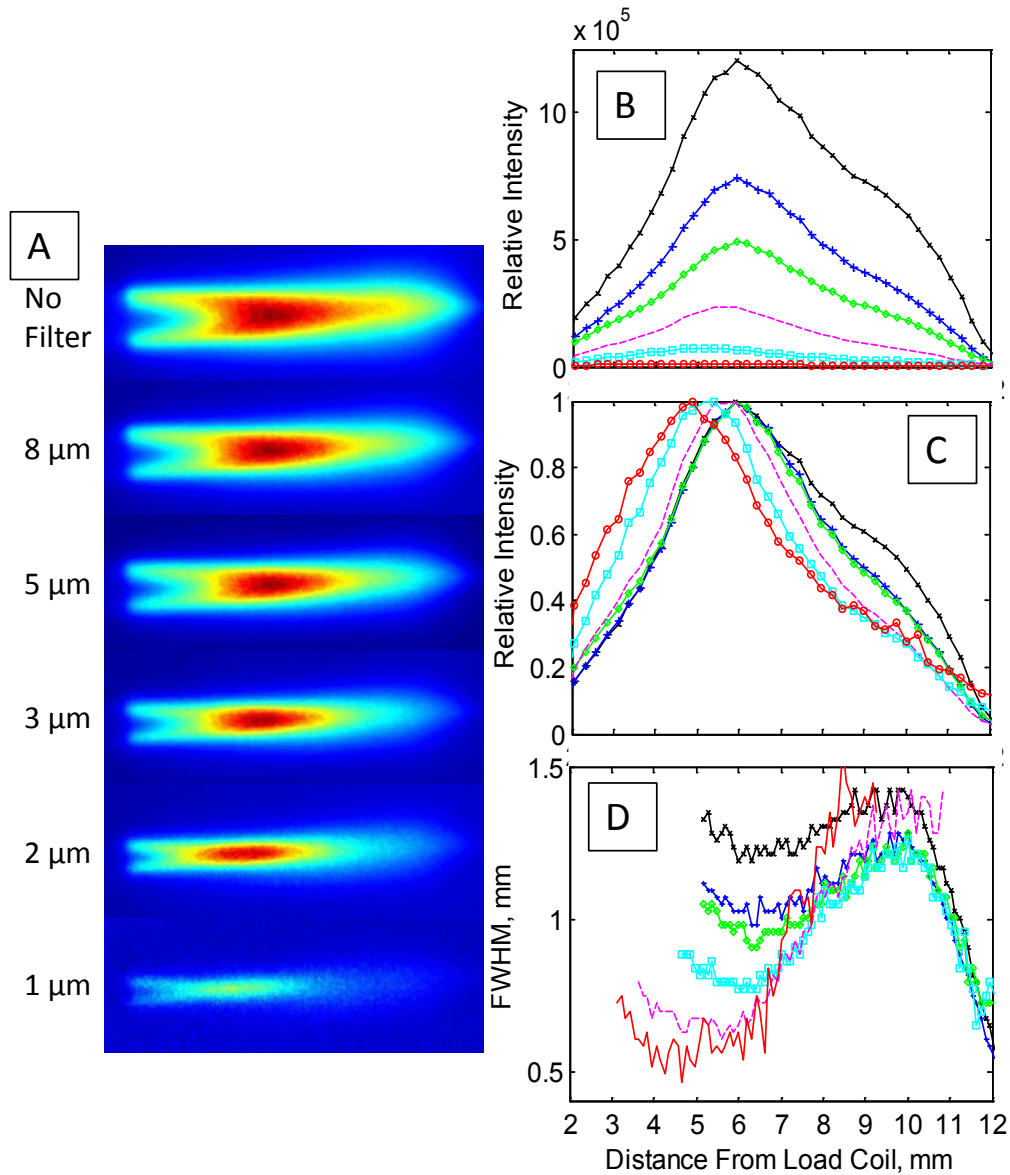 A
No
Filter
8 µm
5 µm
3 µm
2 µm
1 µm
x 10^5
B
10
5
0
Relative Intensity
C
1
0.8
0.6
0.4
0.2
0
Relative Intensity
D
1.5
1
0.5
FWHM, mm
2 3 4 5 6 7 8 9 10 11 12
Distance From Load Coil, mm